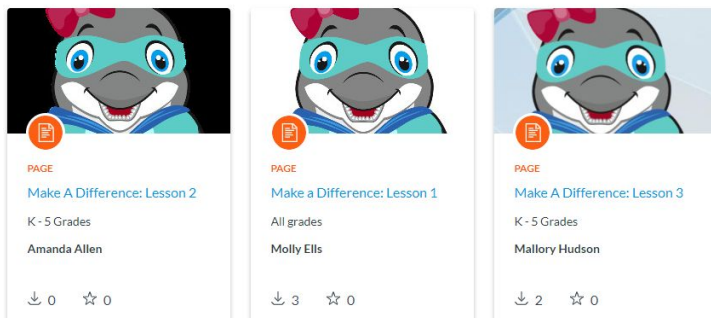 PAGE
Make A Difference: Lesson 2
K - 5 Grades
Amanda Allen
0 0
PAGE
Make a Difference: Lesson 1
All grades
Molly Ells
3 0
PAGE
Make A Difference: Lesson 3
K - 5 Grades
Mallory Hudson
2 0